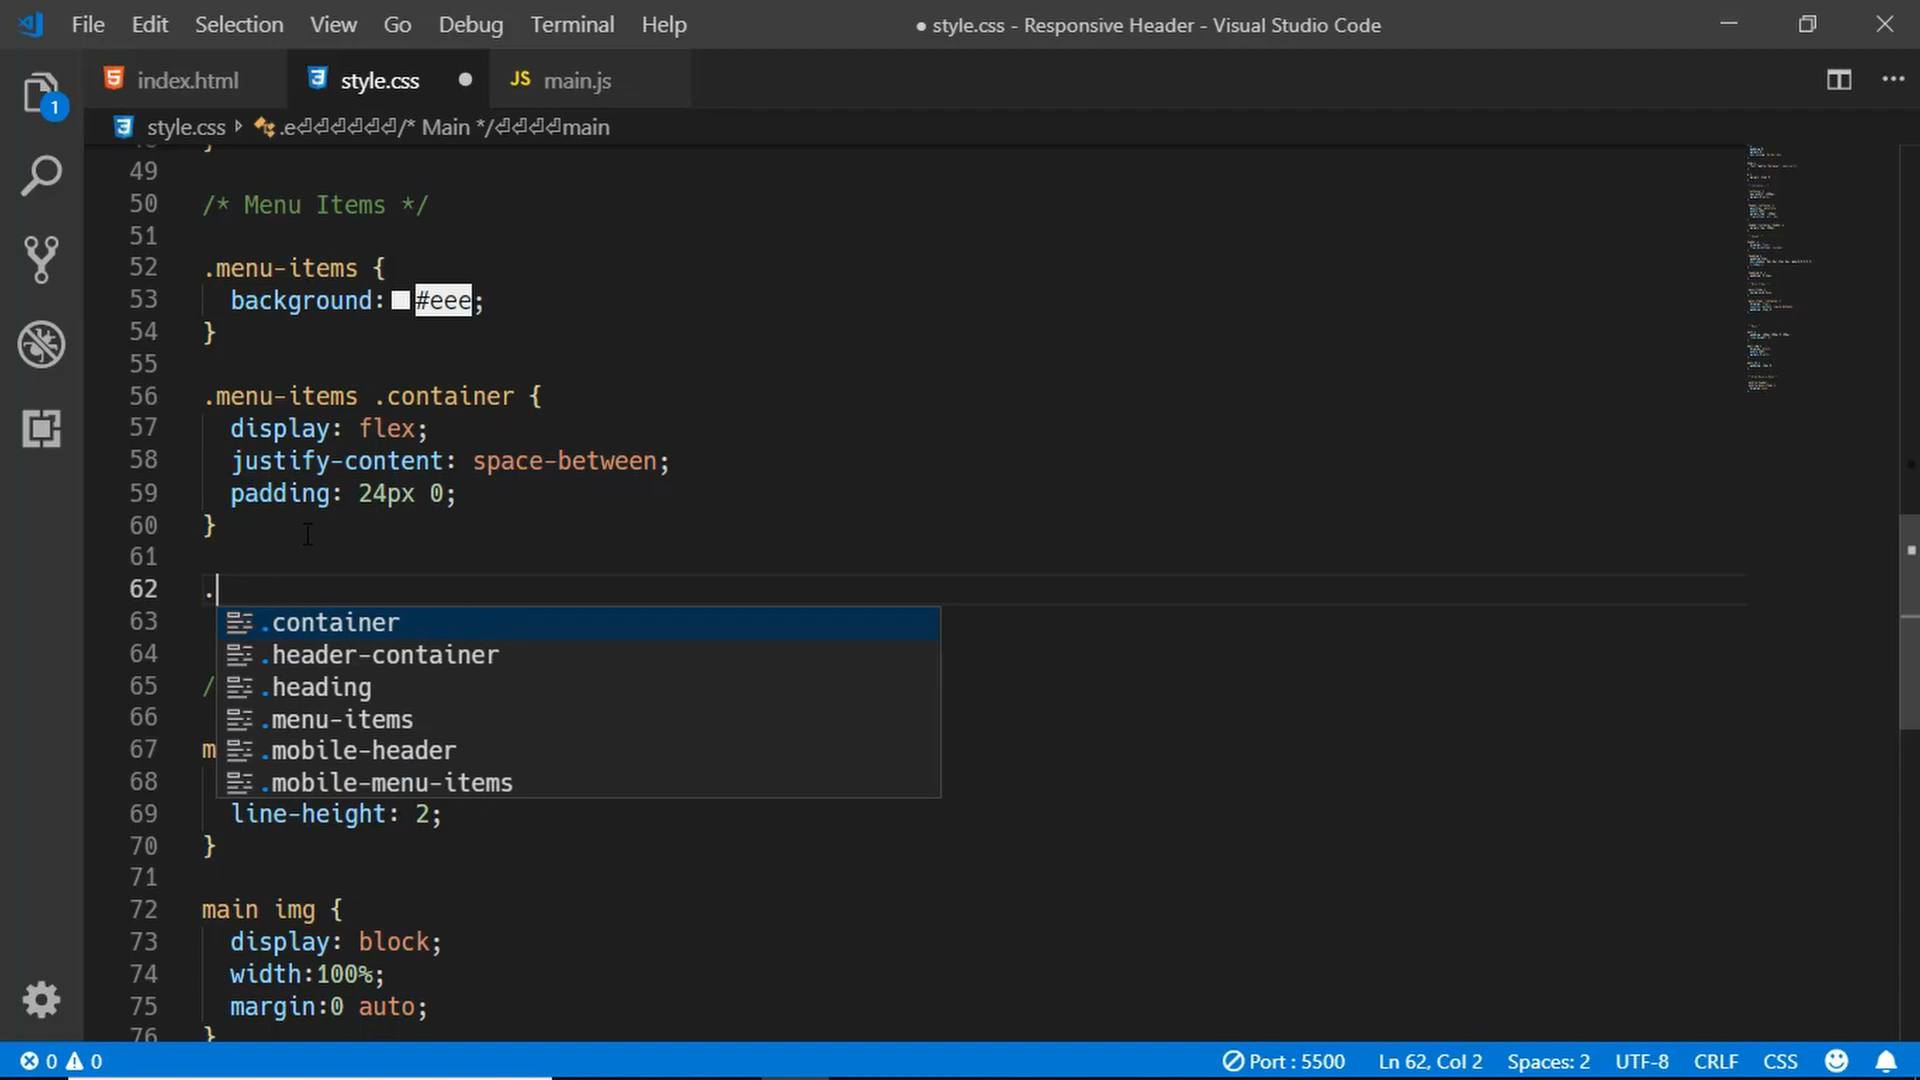 File Edit Selection View Go Debug Terminal Help
● style.css - Responsive Header - Visual Studio Code
index.html
style.css
JS main.js
1
style.css
.e⏎⏎⏎⏎⏎⏎/* Main */⏎⏎⏎⏎main
49
50 /* Menu Items */
51
52 .menu-items {
53 background: #eee;
54 }
55
56 .menu-items .container {
57 display: flex;
58 justify-content: space-between;
59 padding: 24px 0;
60 }
61
62 .
63 .container
64 .header-container
65 / .heading
66 .menu-items
67 m .mobile-header
68 .mobile-menu-items
69 line-height: 2;
70 }
71
72 main img {
73 display: block;
74 width:100%;
75 margin:0 auto;
76 }
0 0 Port : 5500 Ln 62, Col 2 Spaces: 2 UTF-8 CRLF CSS